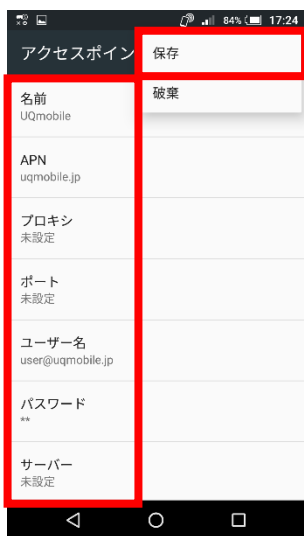 84% 17:24
アクセスポイン
保存
破棄
名前
UQmobile
APN
uqmobile.jp
プロキシ
未設定
ポート
未設定
ユーザー名
user@uqmobile.jp
パスワード
**
サーバー
未設定